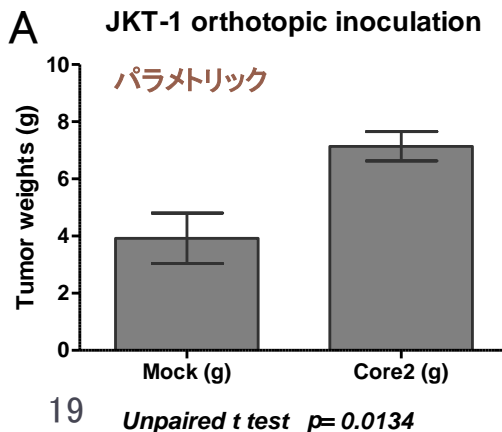 A
JKT-1 orthotopic inoculation
パラメトリック
Tumor weights (g)
10
8
6
4
2
0
Mock (g)
Core2 (g)
19
Unpaired t test p= 0.0134